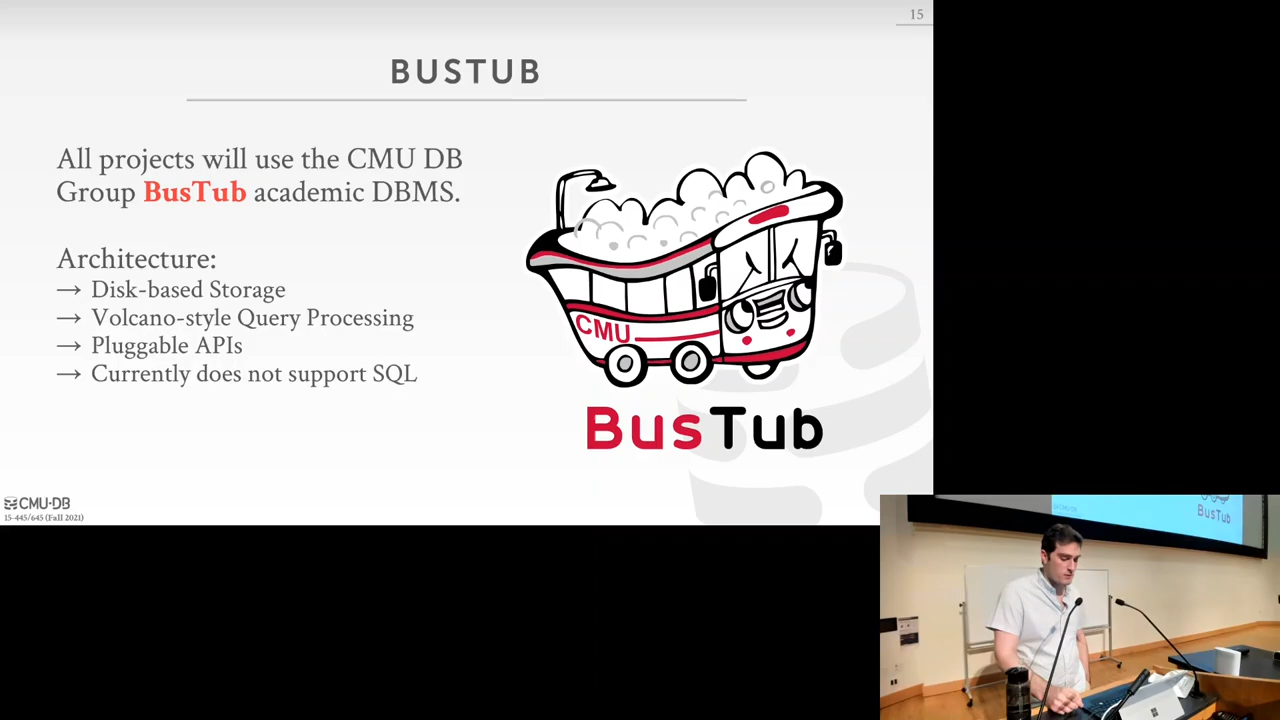 15
BUSTUB
All projects will use the CMU DB
Group BusTub academic DBMS.
Architecture:
→ Disk-based Storage
→ Volcano-style Query Processing
→ Pluggable APIs
→ Currently does not support SQL
CMU
BusTub
CMU·DB
15-445/645 (Fall 2021)
BusTub